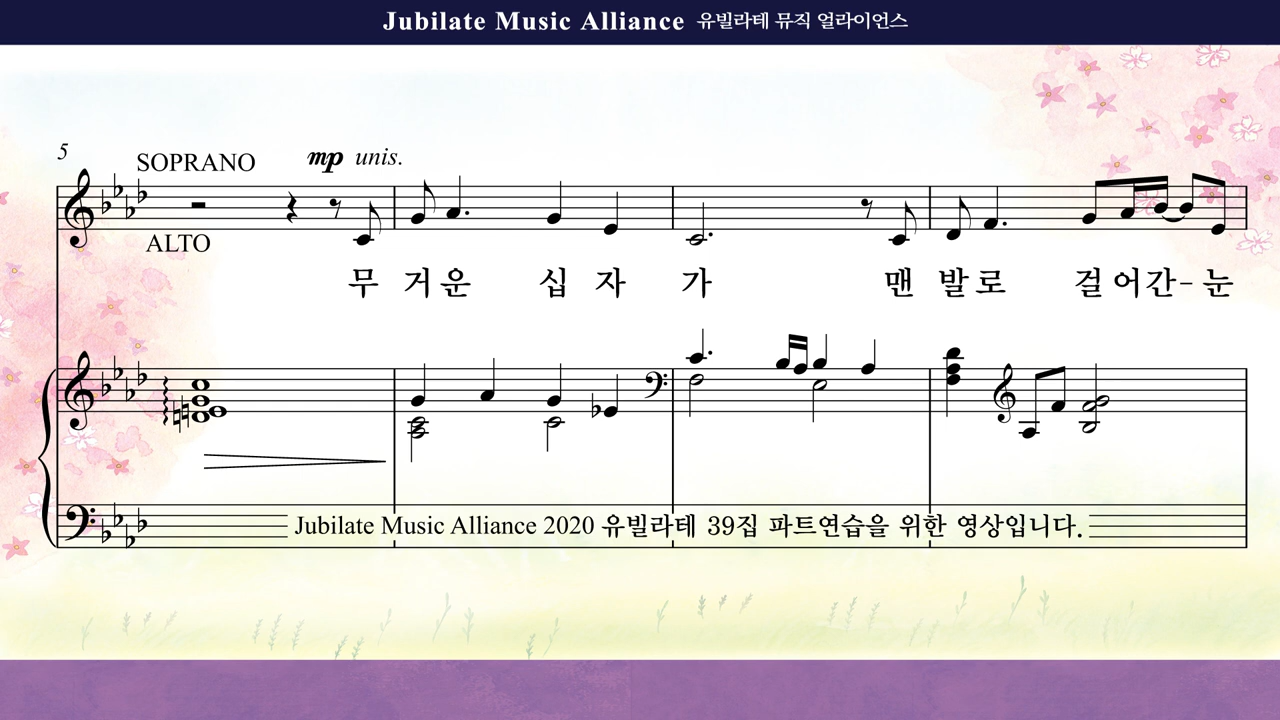 Jubilate Music Alliance 유빌라테 뮤직 얼라이언스
5
SOPRANO mp unis.
ALTO
무 거 운 십 자 가 맨 발 로 걸 어 간 - 눈
Jubilate Music Alliance 2020 유빌라테 39집 파트연습을 위한 영상입니다.